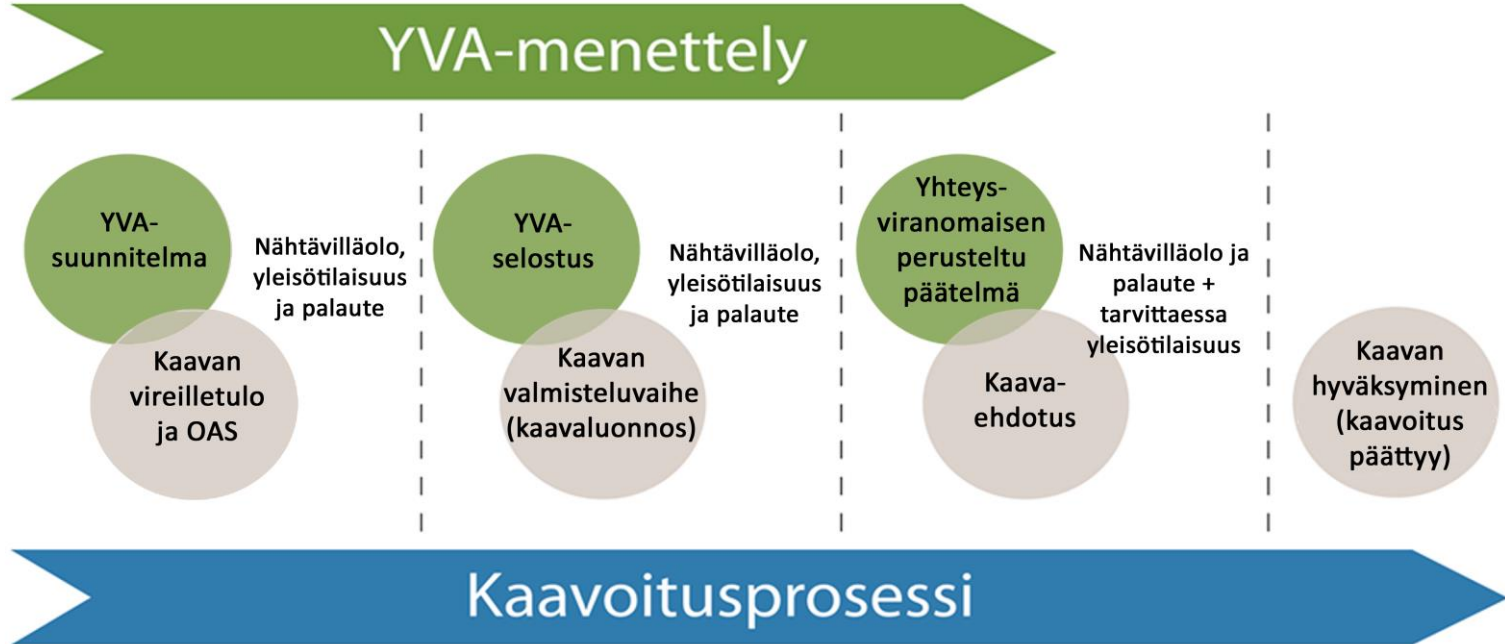 YVA-menettely
YVA-
suunnitelma
Kaavan
vireilletulo
ja OAS
Nähtävilläolo,
yleisötilaisuus
ja palaute
YVA-
selostus
Kaavan
valmisteluvaihe
(kaavaluonnos)
Nähtävilläolo,
yleisötilaisuus
ja palaute
Yhteys-
viranomaisen
perusteltu
päätelmä
Kaava-
ehdotus
Nähtävilläolo ja
palaute +
tarvittaessa
yleisötilaisuus
Kaavan
hyväksyminen
(kaavoitus
päättyy)
Kaavoitusprosessi